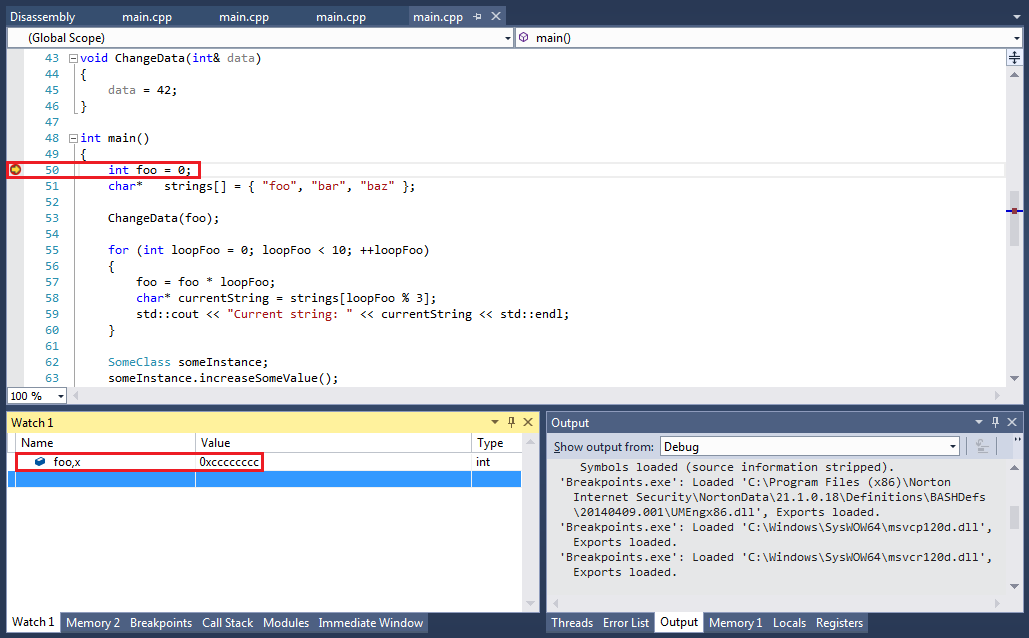 Disassembly main.cpp main.cpp main.cpp main.cpp
(Global Scope) main()
43 void ChangeData(int& data)
44 {
45 data = 42;
46 }
47
48 int main()
49 {
50 int foo = 0;
51 char* strings[] = { "foo", "bar", "baz" };
52
53 ChangeData(foo);
54
55 for (int loopFoo = 0; loopFoo < 10; ++loopFoo)
56 {
57 foo = foo * loopFoo;
58 char* currentString = strings[loopFoo % 3];
59 std::cout << "Current string: " << currentString << std::endl;
60 }
61
62 SomeClass someInstance;
63 someInstance.increaseSomeValue();
100 %
Watch 1
Name Value Type
foo,x 0xcccccccc int
Watch 1 Memory 2 Breakpoints Call Stack Modules Immediate Window
Output
Show output from: Debug
Symbols loaded (source information stripped).
'Breakpoints.exe': Loaded 'C:\Program Files (x86)\Norton
Internet Security\NortonData\21.1.0.18\Definitions\BASHDefs
\20140409.001\UMEngx86.dll', Exports loaded.
'Breakpoints.exe': Loaded 'C:\Windows\SysWOW64\msvcp120d.dll',
Exports loaded.
'Breakpoints.exe': Loaded 'C:\Windows\SysWOW64\msvcr120d.dll',
Exports loaded.
Threads Error List Output Memory 1 Locals Registers